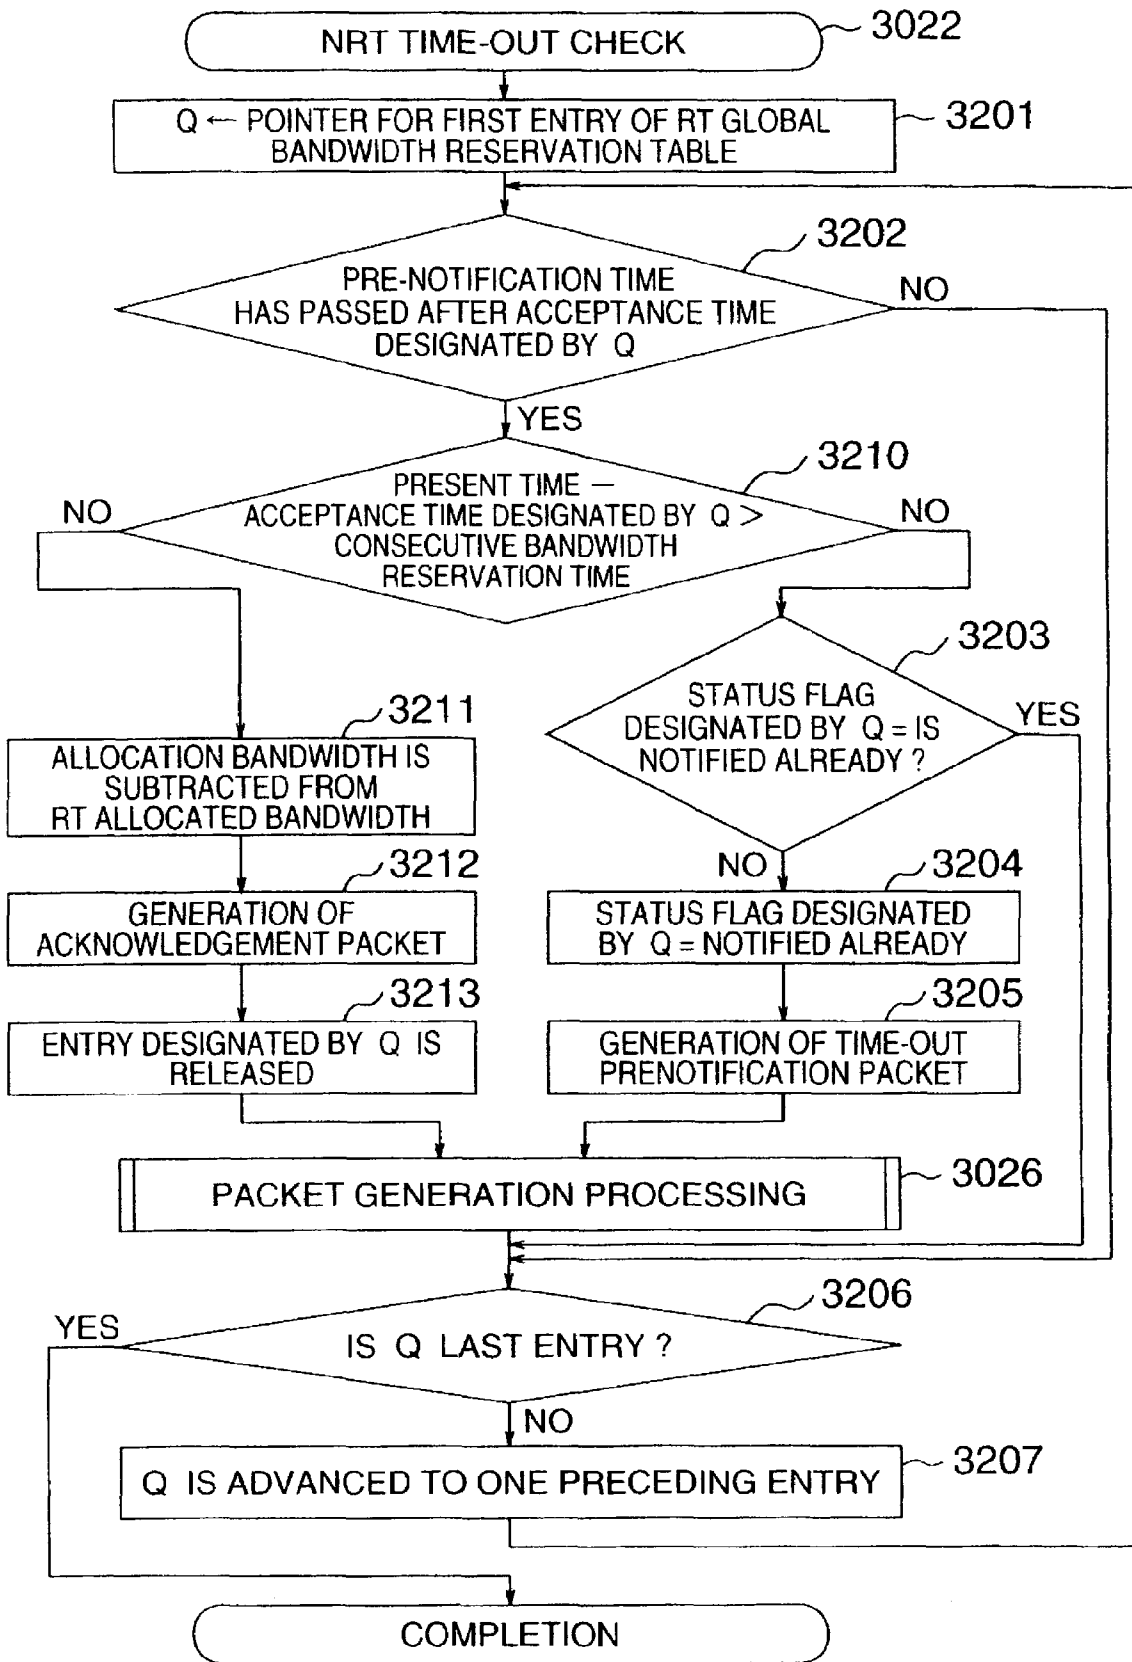 NRT TIME-OUT CHECK
3022
Q ← POINTER FOR FIRST ENTRY OF RT GLOBAL
BANDWIDTH RESERVATION TABLE
3201
3202
PRE-NOTIFICATION TIME
HAS PASSED AFTER ACCEPTANCE TIME
DESIGNATED BY Q
NO
YES
3210
PRESENT TIME —
ACCEPTANCE TIME DESIGNATED BY Q >
CONSECUTIVE BANDWIDTH
RESERVATION TIME
NO
NO
3203
STATUS FLAG
DESIGNATED BY Q = IS
NOTIFIED ALREADY ?
YES
3211
ALLOCATION BANDWIDTH IS
SUBTRACTED FROM
RT ALLOCATED BANDWIDTH
NO
3212
GENERATION OF
ACKNOWLEDGEMENT PACKET
3204
STATUS FLAG DESIGNATED
BY Q = NOTIFIED ALREADY
3213
ENTRY DESIGNATED BY Q IS
RELEASED
3205
GENERATION OF TIME-OUT
PRENOTIFICATION PACKET
PACKET GENERATION PROCESSING
3026
3206
YES
IS Q LAST ENTRY ?
NO
Q IS ADVANCED TO ONE PRECEDING ENTRY
3207
COMPLETION